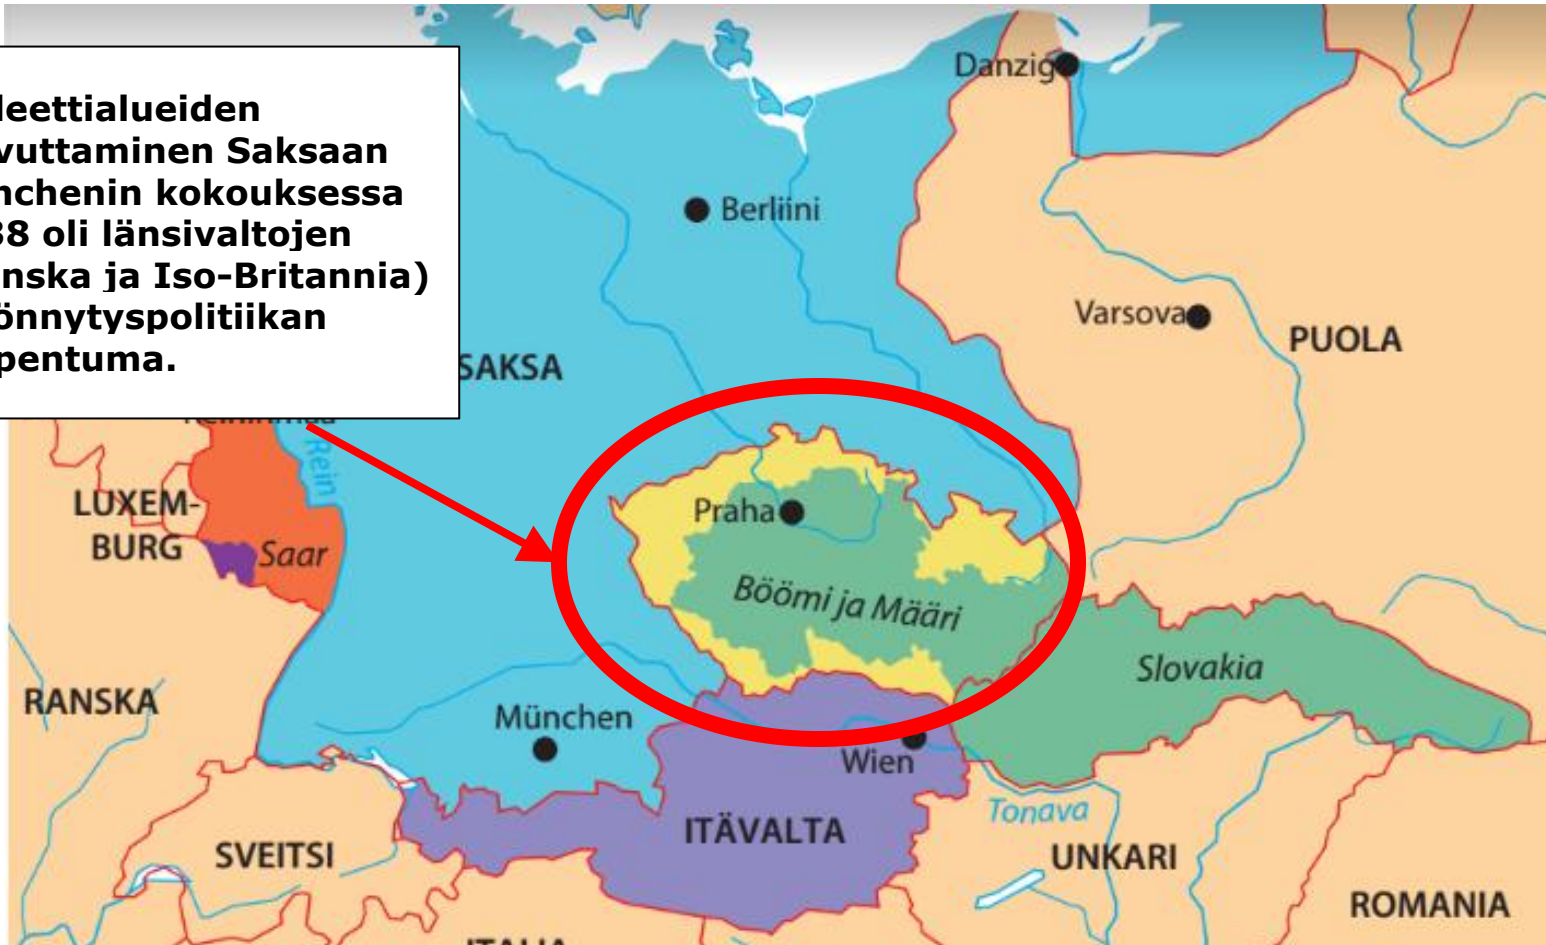 leettialueiden
vuttaminen Saksaan
nchenin kokouksessa
38 oli länsivaltojen
nska ja Iso-Britannia)
önnytyspolitiikan
pentuma.
Danzig
Berliini
Varsova
PUOLA
SAKSA
Rein
LUXEM-
BURG
Saar
Praha
Böömi ja Määri
Slovakia
RANSKA
München
Wien
Tonava
ITÄVALTA
SVEITSI
UNKARI
ROMANIA